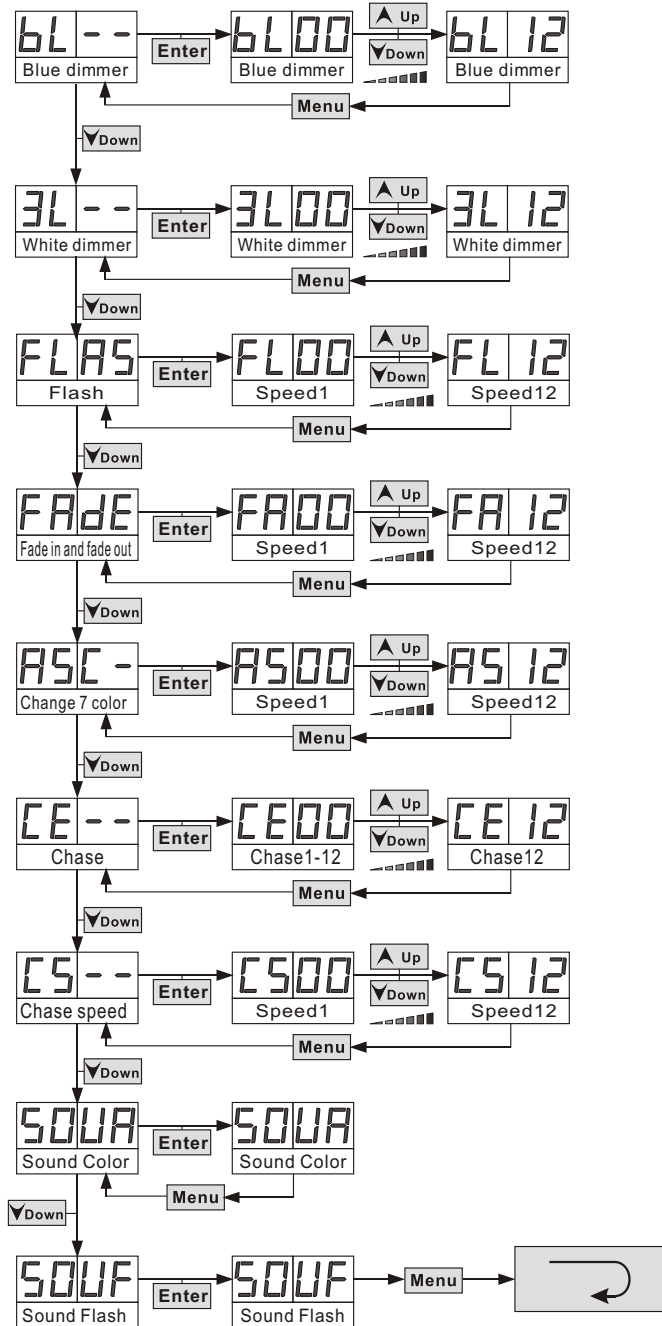 bL -- Enter bL00 Up Down bL 12
Blue dimmer Blue dimmer Blue dimmer
Menu
Down
3L -- Enter 3L00 Up Down 3L 12
White dimmer White dimmer White dimmer
Menu
Down
FLAS Enter FL00 Up Down FL 12
Flash Speed1 Speed12
Menu
Down
FAdE Enter FA00 Up Down FA 12
Fade in and fade out Speed1 Speed12
Menu
Down
ASC- Enter AS00 Up Down AS 12
Change 7 color Speed1 Speed12
Menu
Down
CE-- Enter CE00 Up Down CE 12
Chase Chase1-12 Chase12
Menu
Down
CS-- Enter CS00 Up Down CS 12
Chase speed Speed1 Speed12
Menu
Down
SOUA Enter SOUA
Sound Color Sound Color
Menu
Down
SOUF Enter SOUF Menu
Sound Flash Sound Flash